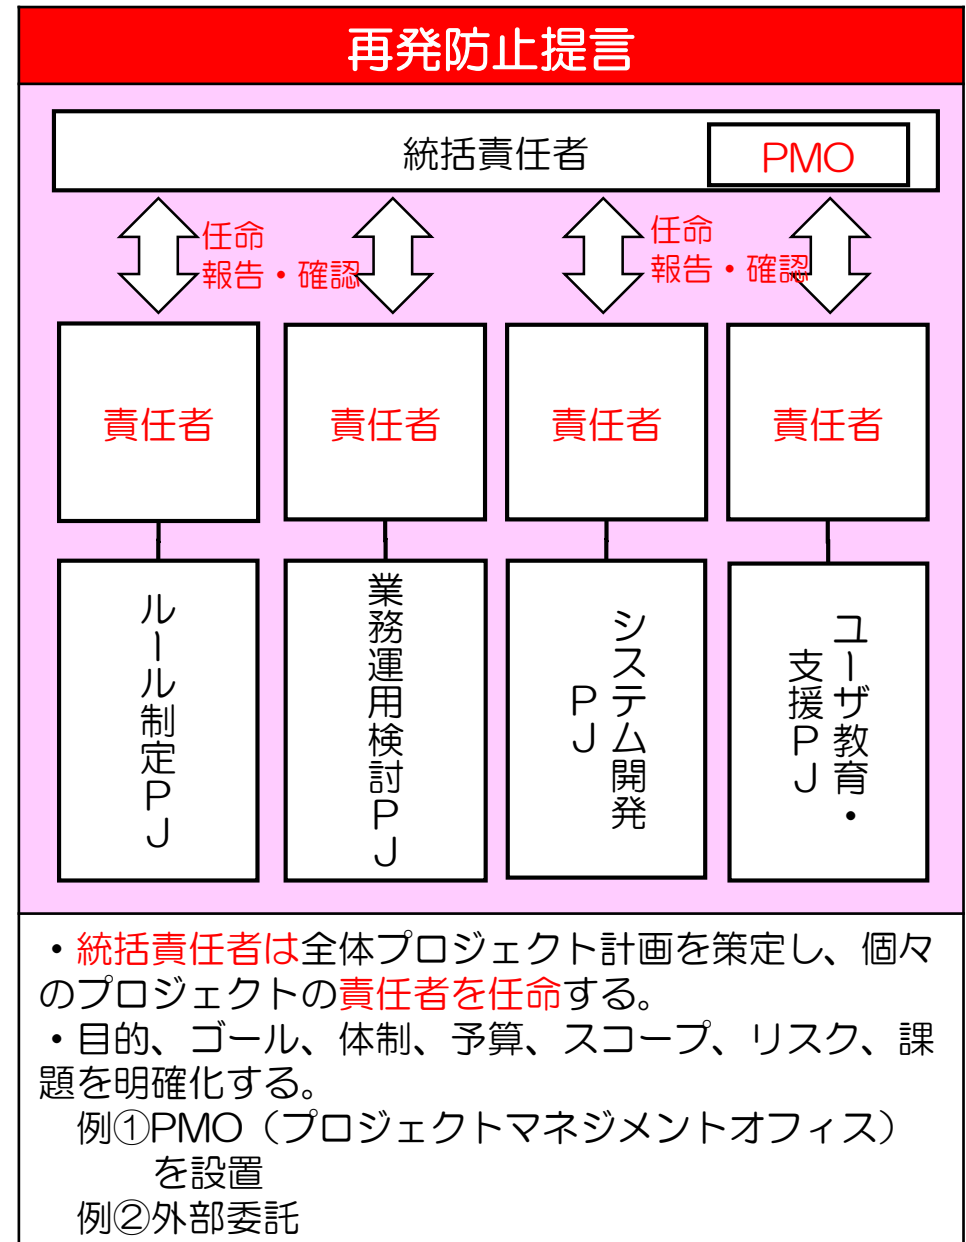 再発防止提言
統括責任者
PMO
任命
報告・確認
任命
報告・確認
責任者
責任者
責任者
責任者
ルール制定PJ
業務運用検討PJ
システム開発
PJ
ユーザ教育・
支援PJ
・統括責任者は全体プロジェクト計画を策定し、個々
のプロジェクトの責任者を任命する。
・目的、ゴール、体制、予算、スコープ、リスク、課
題を明確化する。
例①PMO（プロジェクトマネジメントオフィス）
を設置
例②外部委託